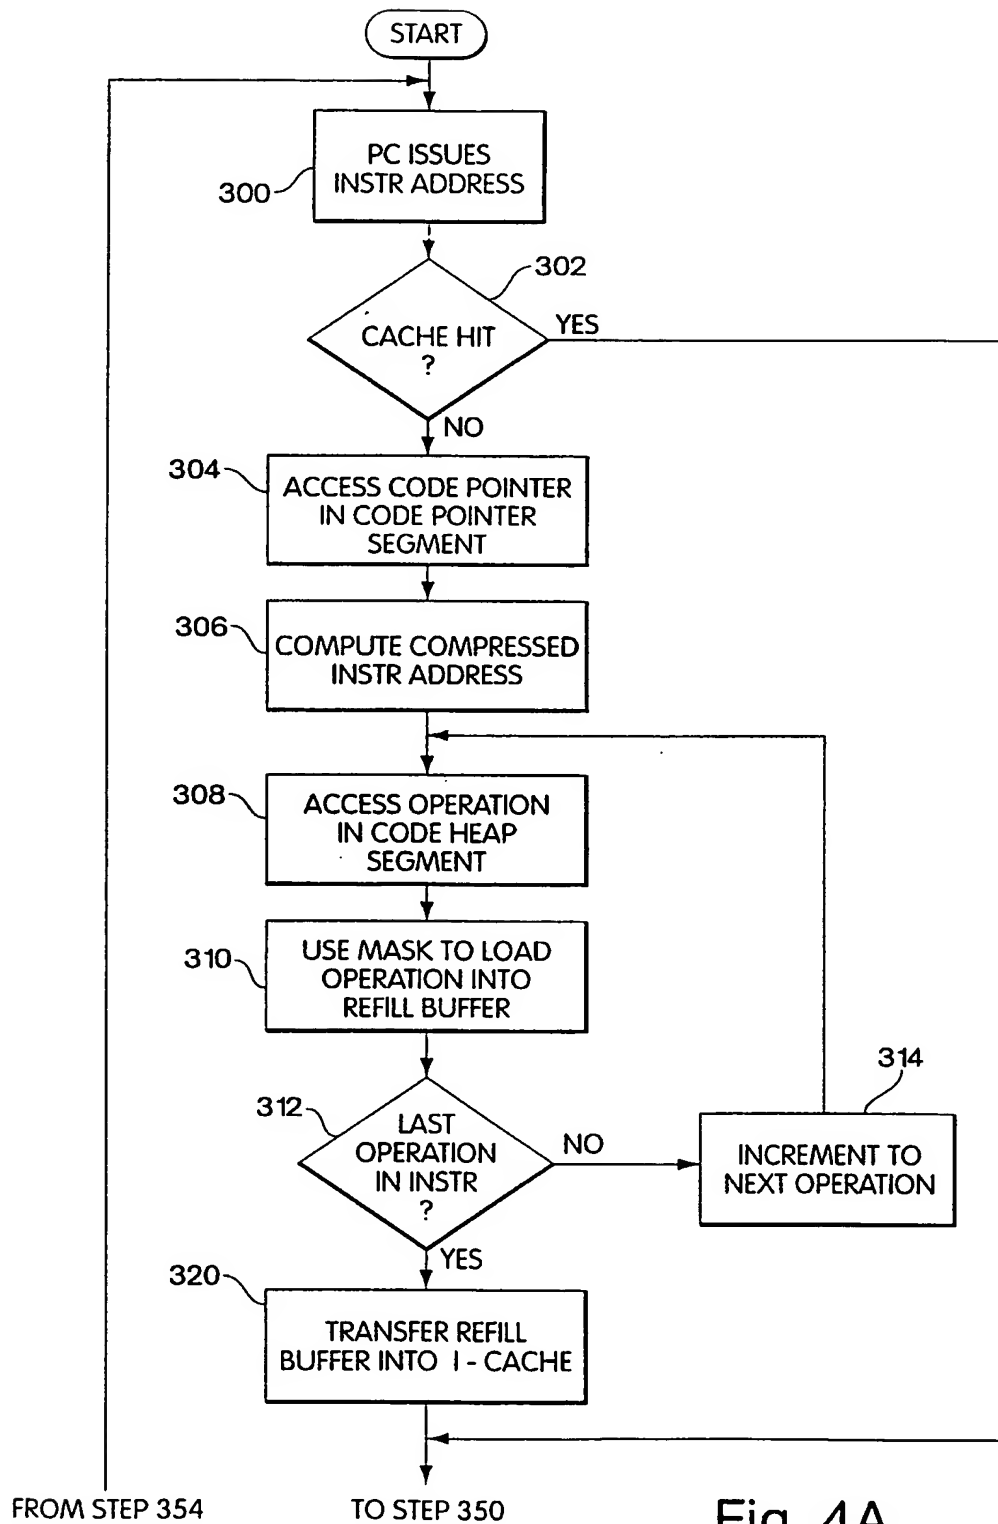 START
PC ISSUES
INSTR ADDRESS
300
302
CACHE HIT
?
YES
NO
304
ACCESS CODE POINTER
IN CODE POINTER
SEGMENT
306
COMPUTE COMPRESSED
INSTR ADDRESS
308
ACCESS OPERATION
IN CODE HEAP
SEGMENT
310
USE MASK TO LOAD
OPERATION INTO
REFILL BUFFER
312
LAST
OPERATION
IN INSTR
?
NO
314
INCREMENT TO
NEXT OPERATION
YES
320
TRANSFER REFILL
BUFFER INTO I - CACHE
FROM STEP 354
TO STEP 350
Fig. 4A